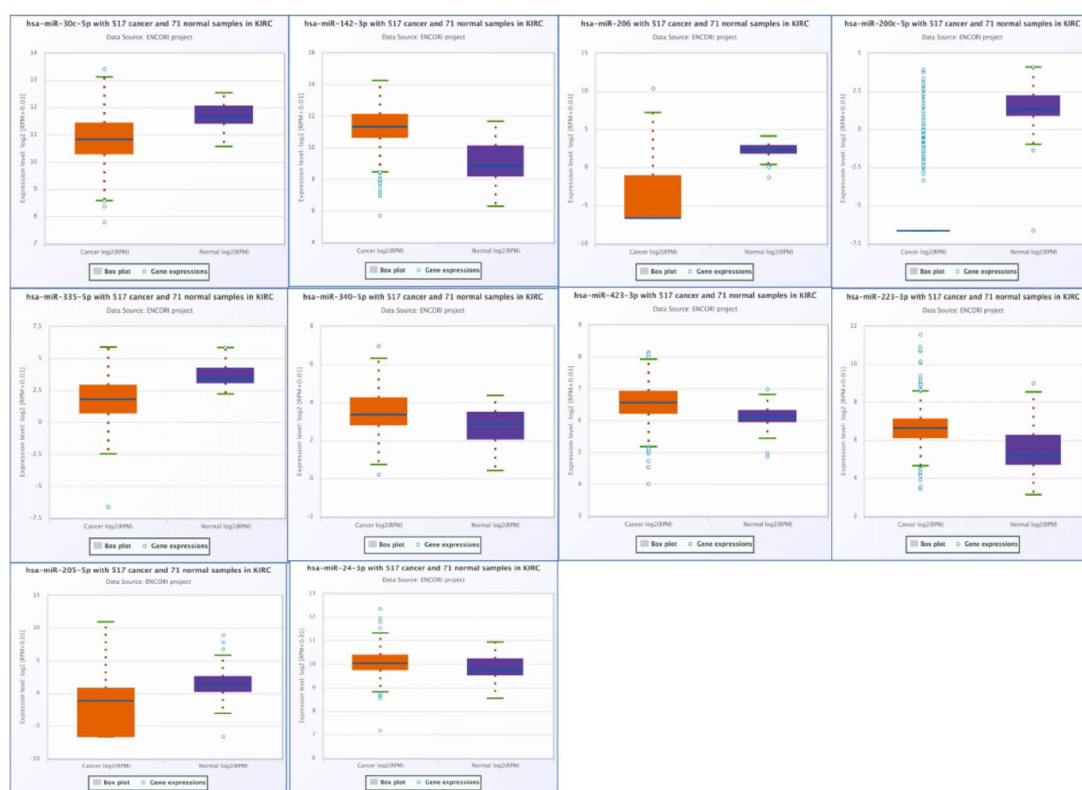 hsa-miR-30c-5p with 517 cancer and 71 normal samples in KIRC
Data Source: ENCORI project
Expression level: log2 [RPM+0.01]
14
13
12
11
10
9
8
7
Cancer log2(RPM)
Normal log2(RPM)
Box plot
Gene expressions
hsa-miR-142-3p with 517 cancer and 71 normal samples in KIRC
Data Source: ENCORI project
Expression level: log2 [RPM+0.01]
16
14
12
10
8
6
4
Cancer log2(RPM)
Normal log2(RPM)
Box plot
Gene expressions
hsa-miR-206 with 517 cancer and 71 normal samples in KIRC
Data Source: ENCORI project
Expression level: log2 [RPM+0.01]
15
10
5
0
-5
-10
Cancer log2(RPM)
Normal log2(RPM)
Box plot
Gene expressions
hsa-miR-200c-5p with 517 cancer and 71 normal samples in KIRC
Data Source: ENCORI project
Expression level: log2 [RPM+0.01]
5
2.5
0
-2.5
-5
-7.5
Cancer log2(RPM)
Normal log2(RPM)
Box plot
Gene expressions
hsa-miR-335-5p with 517 cancer and 71 normal samples in KIRC
Data Source: ENCORI project
Expression level: log2 [RPM+0.01]
7.5
5
2.5
0
-2.5
-5
-7.5
Cancer log2(RPM)
Normal log2(RPM)
Box plot
Gene expressions
hsa-miR-340-5p with 517 cancer and 71 normal samples in KIRC
Data Source: ENCORI project
Expression level: log2 [RPM+0.01]
8
6
4
2
0
-2
Cancer log2(RPM)
Normal log2(RPM)
Box plot
Gene expressions
hsa-miR-423-3p with 517 cancer and 71 normal samples in KIRC
Data Source: ENCORI project
Expression level: log2 [RPM+0.01]
9
8
7
6
5
4
3
Cancer log2(RPM)
Normal log2(RPM)
Box plot
Gene expressions
hsa-miR-223-3p with 517 cancer and 71 normal samples in KIRC
Data Source: ENCORI project
Expression level: log2 [RPM+0.01]
12
10
8
6
4
2
Cancer log2(RPM)
Normal log2(RPM)
Box plot
Gene expressions
hsa-miR-205-5p with 517 cancer and 71 normal samples in KIRC
Data Source: ENCORI project
Expression level: log2 [RPM+0.01]
15
10
5
0
-5
-10
Cancer log2(RPM)
Normal log2(RPM)
Box plot
Gene expressions
hsa-miR-24-3p with 517 cancer and 71 normal samples in KIRC
Data Source: ENCORI project
Expression level: log2 [RPM+0.01]
13
12
11
10
9
8
7
6
Cancer log2(RPM)
Normal log2(RPM)
Box plot
Gene expressions